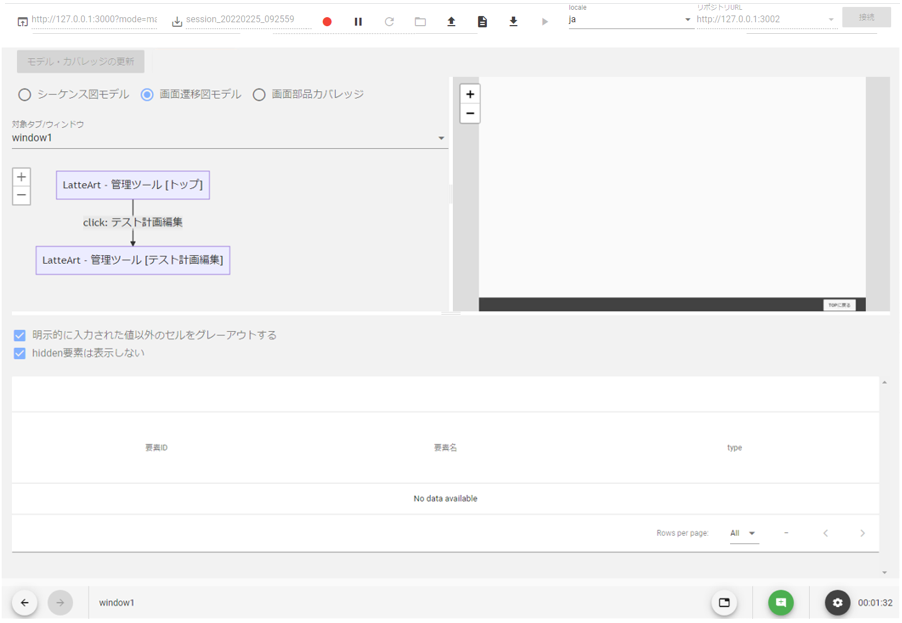 http://127.0.0.1:3000?mode=ma
session_20220225_092559
locale
ja
リポジトリURL
http://127.0.0.1:3002
接続
モデル・カバレッジの更新
シーケンス図モデル
画面遷移図モデル
画面部品カバレッジ
対象タブ/ウィンドウ
window1
LatteArt - 管理ツール [トップ]
click: テスト計画編集
LatteArt - 管理ツール [テスト計画編集]
TOPに戻る
明示的に入力された値以外のセルをグレーアウトする
hidden要素は表示しない
要素ID
要素名
type
No data available
Rows per page:
All
–
window1
00:01:32